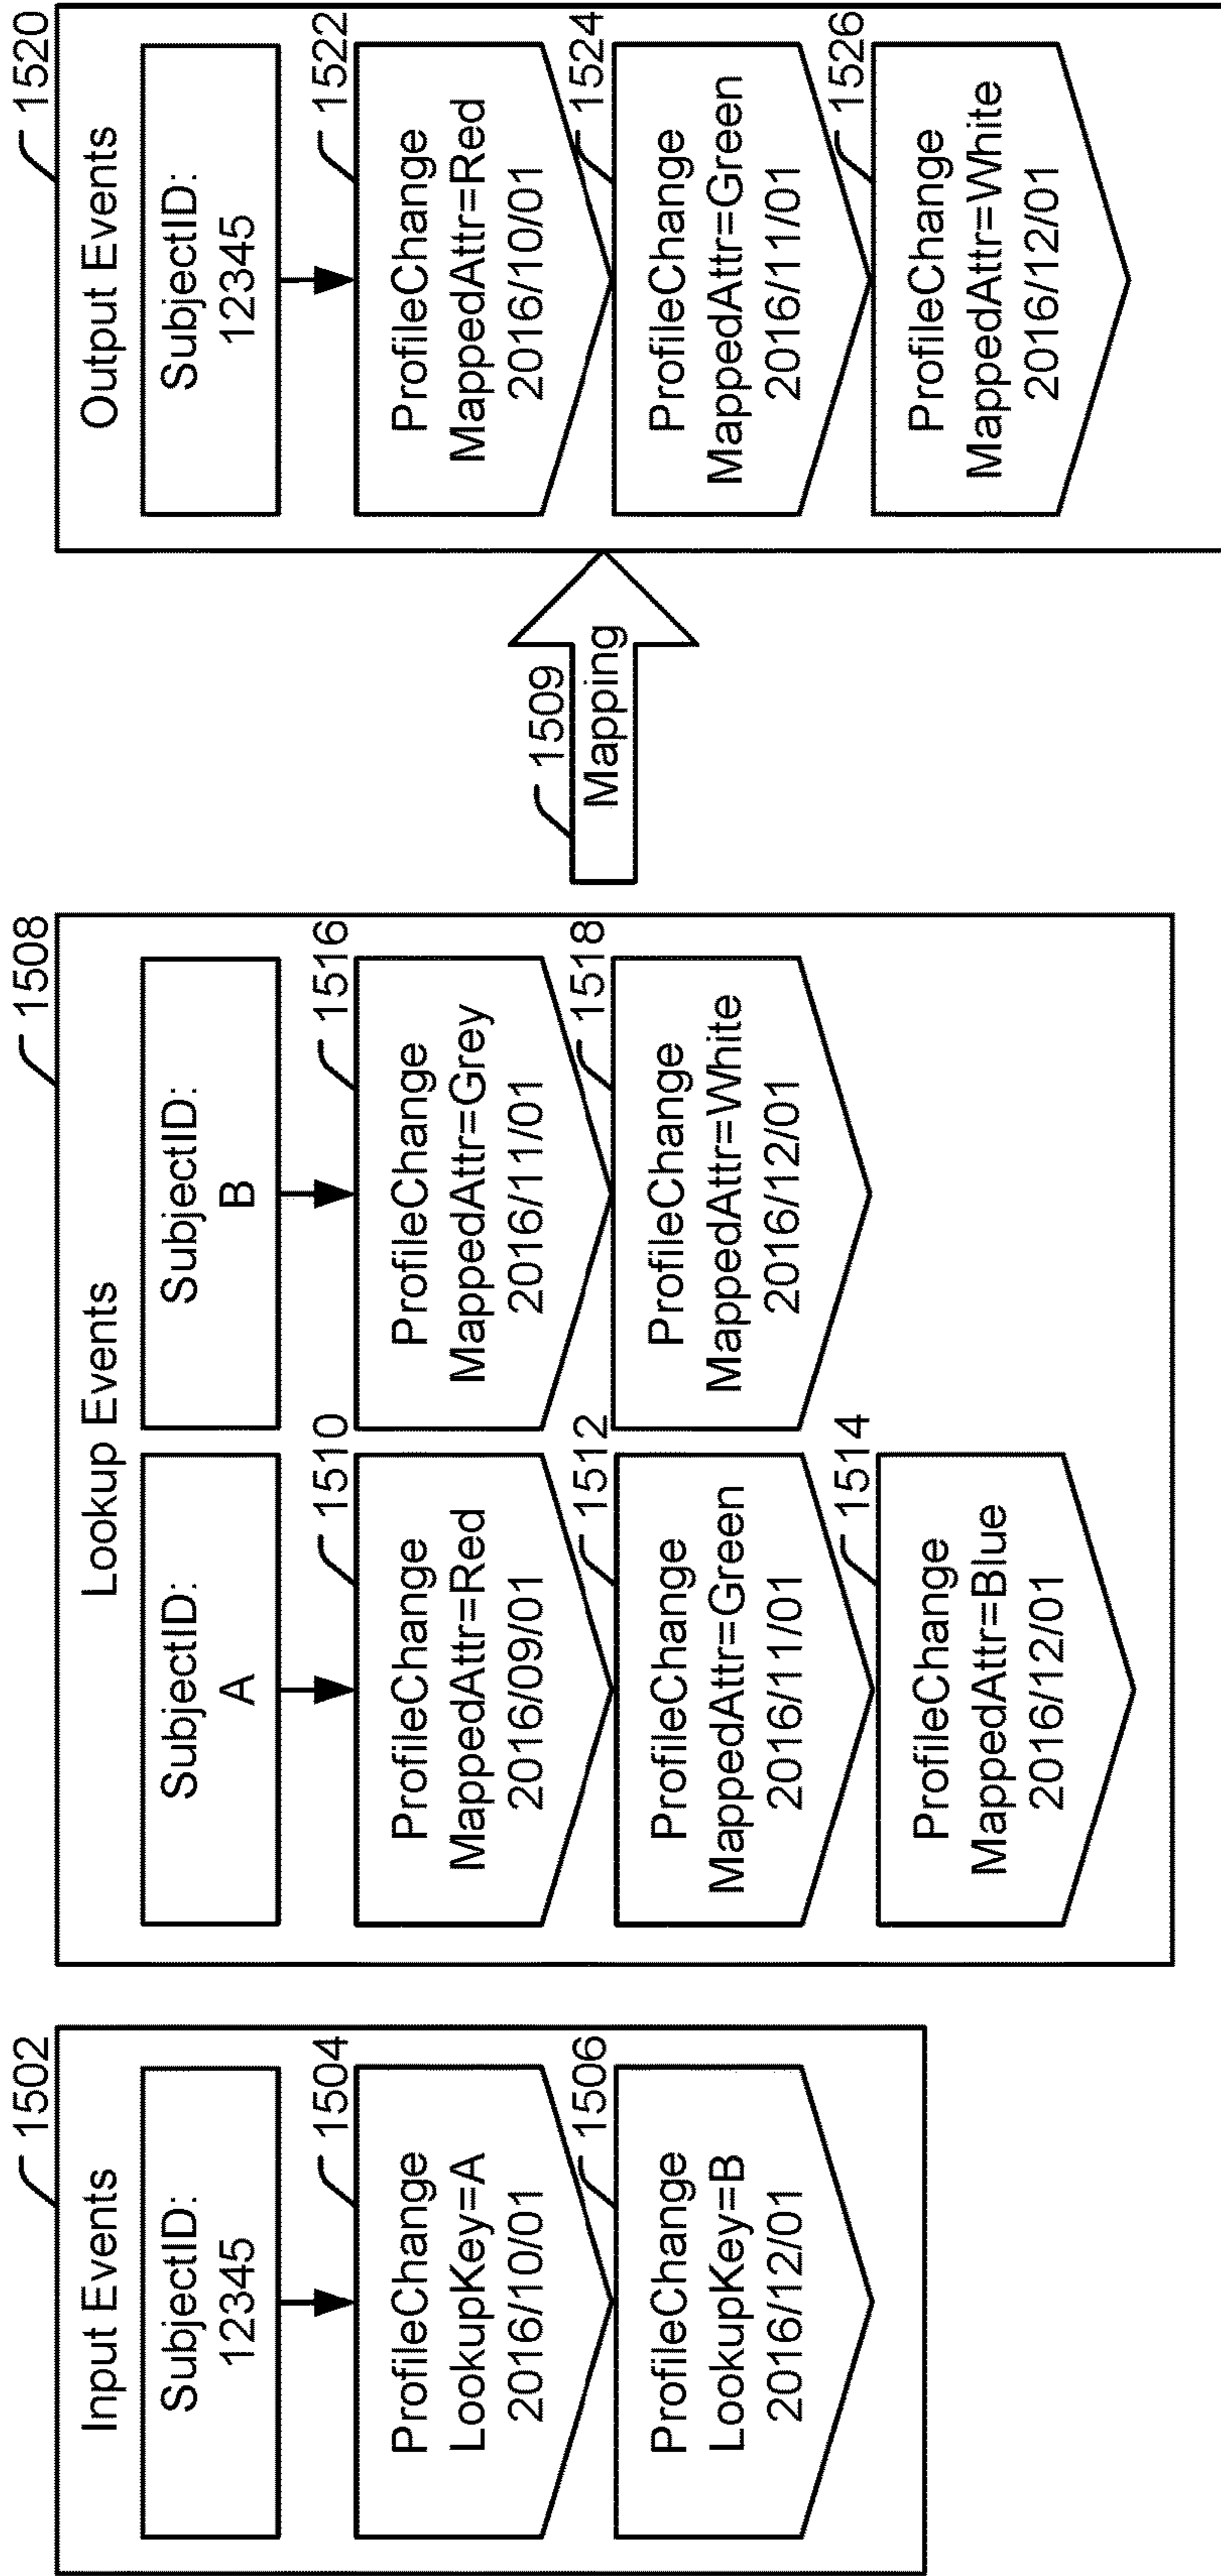 1502
Input Events
SubjectID:
12345
1504
ProfileChange
LookupKey=A
2016/10/01
1506
ProfileChange
LookupKey=B
2016/12/01
1508
Lookup Events
SubjectID:
A
1510
ProfileChange
MappedAttr=Red
2016/09/01
1512
ProfileChange
MappedAttr=Green
2016/11/01
1514
ProfileChange
MappedAttr=Blue
2016/12/01
SubjectID:
B
1516
ProfileChange
MappedAttr=Grey
2016/11/01
1518
ProfileChange
MappedAttr=White
2016/12/01
1509
Mapping
1520
Output Events
SubjectID:
12345
1522
ProfileChange
MappedAttr=Red
2016/10/01
1524
ProfileChange
MappedAttr=Green
2016/11/01
1526
ProfileChange
MappedAttr=White
2016/12/01